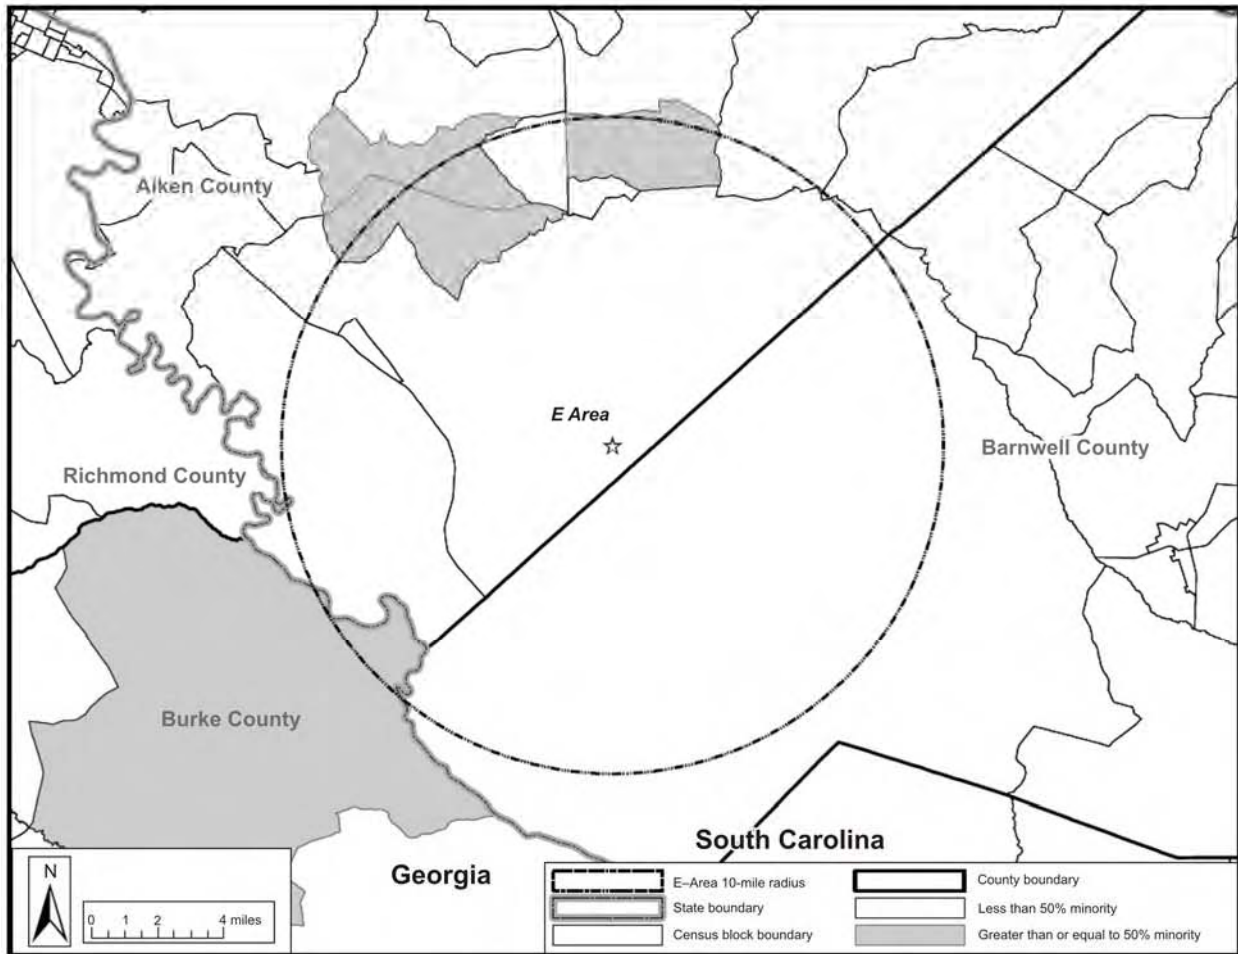 Aiken County
E Area
Barnwell County
Richmond County
Burke County
South Carolina
Georgia
N
0 1 2 4 miles
E–Area 10-mile radius
State boundary
Census block boundary
County boundary
Less than 50% minority
Greater than or equal to 50% minority